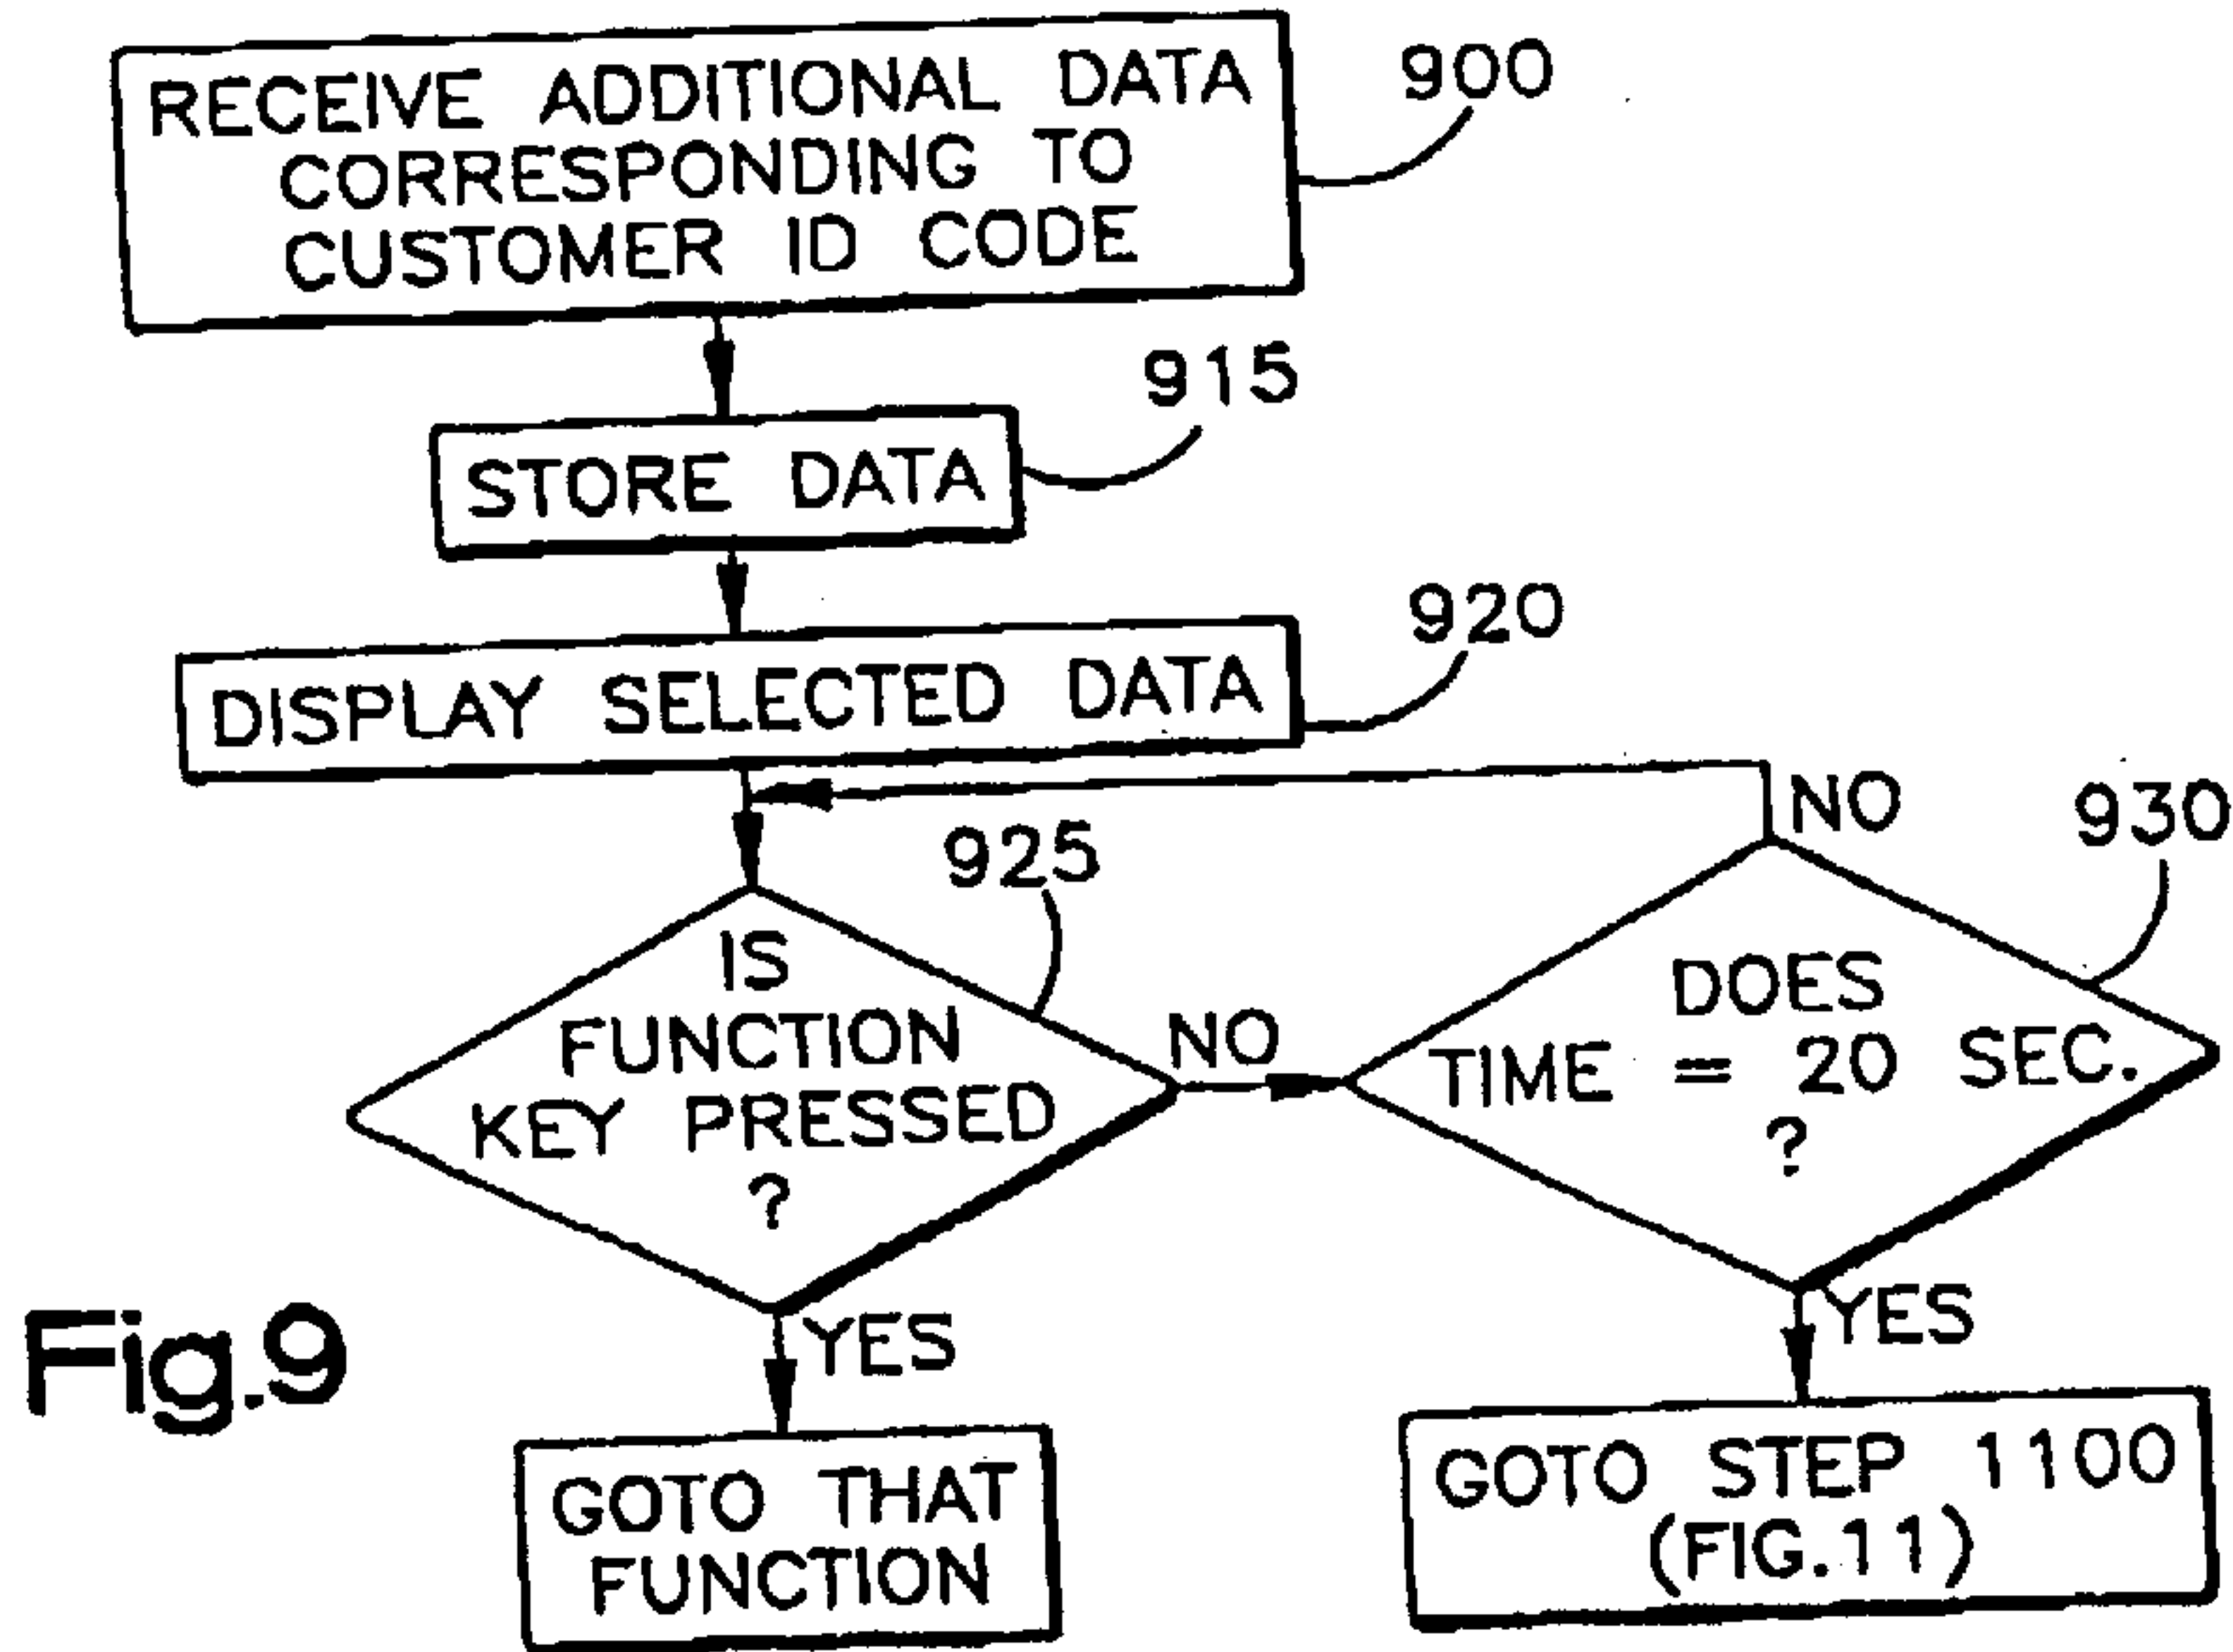 RECEIVE ADDITIONAL DATA
CORRESPONDING TO
CUSTOMER ID CODE
900
915
STORE DATA
920
DISPLAY SELECTED DATA
NO
930
925
IS
FUNCTION
KEY PRESSED
?
NO
DOES
TIME = 20 SEC.
?
YES
YES
Fig.9
GOTO THAT
FUNCTION
GOTO STEP 1100
(FIG.11)